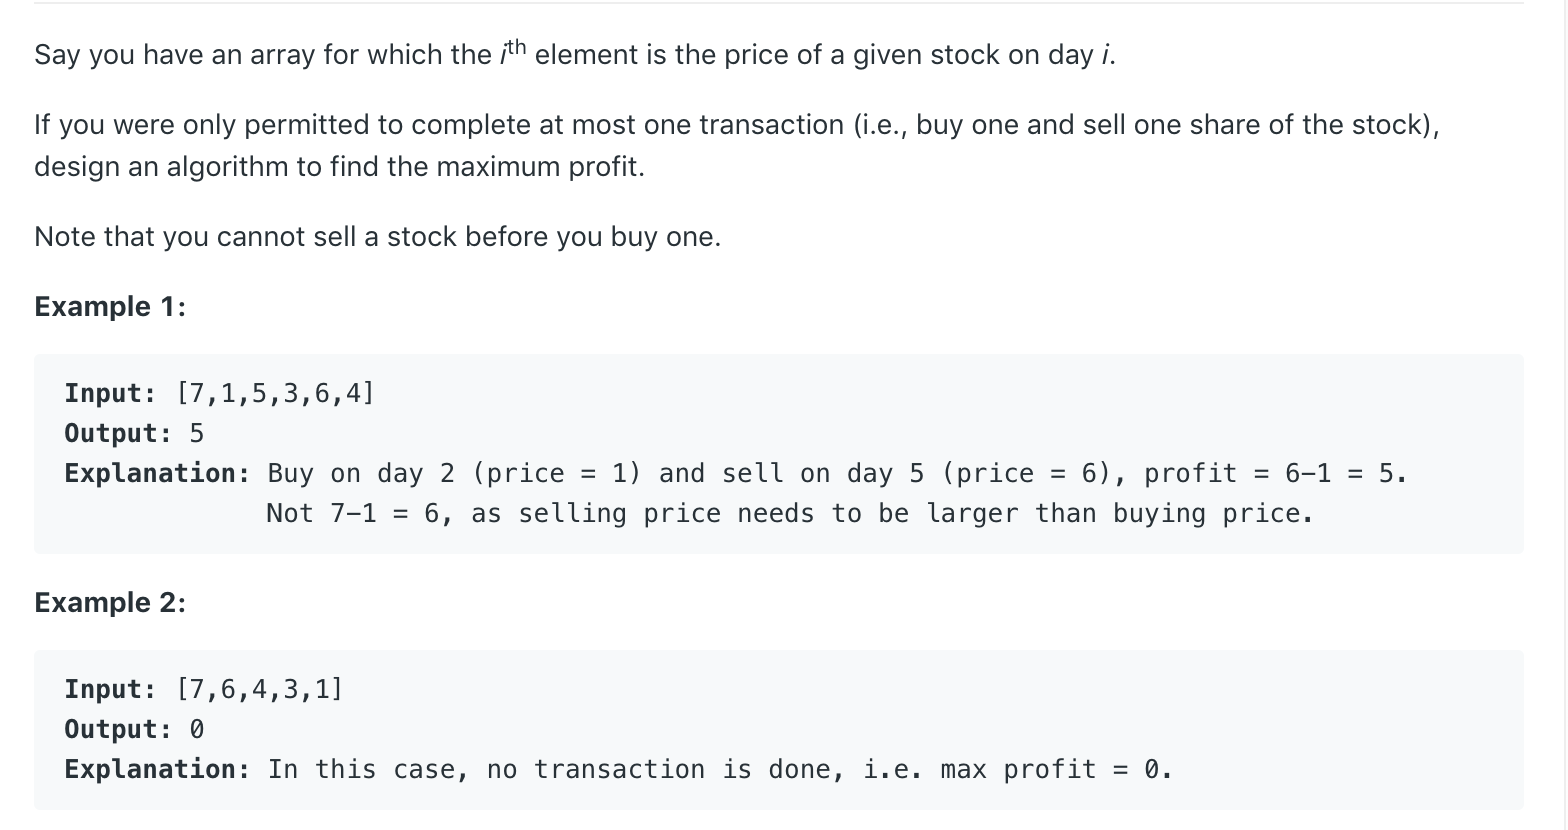 Say you have an array for which the ith element is the price of a given stock on day i.
If you were only permitted to complete at most one transaction (i.e., buy one and sell one share of the stock),
design an algorithm to find the maximum profit.
Note that you cannot sell a stock before you buy one.
Example 1:
Input: [7,1,5,3,6,4]
Output: 5
Explanation: Buy on day 2 (price = 1) and sell on day 5 (price = 6), profit = 6-1 = 5.
Not 7-1 = 6, as selling price needs to be larger than buying price.
Example 2:
Input: [7,6,4,3,1]
Output: 0
Explanation: In this case, no transaction is done, i.e. max profit = 0.